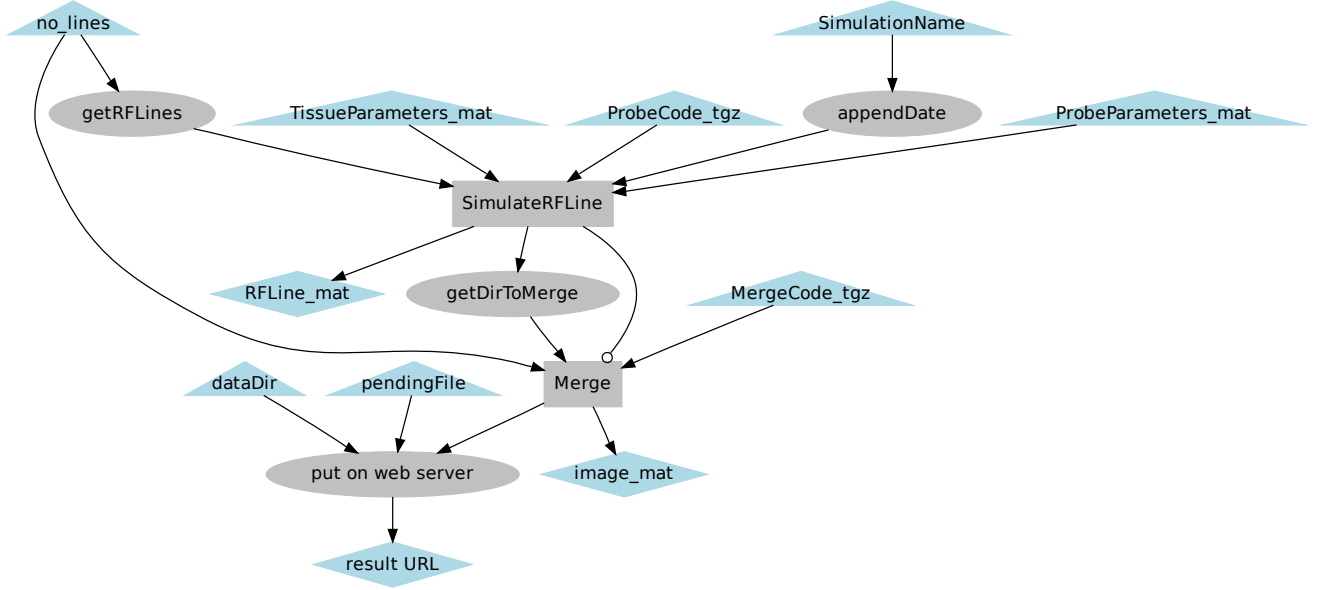 no_lines
SimulationName
getRFLines
TissueParameters_mat
ProbeCode_tgz
appendDate
ProbeParameters_mat
SimulateRFLine
RFLine_mat
getDirToMerge
MergeCode_tgz
dataDir
pendingFile
Merge
put on web server
image_mat
result URL